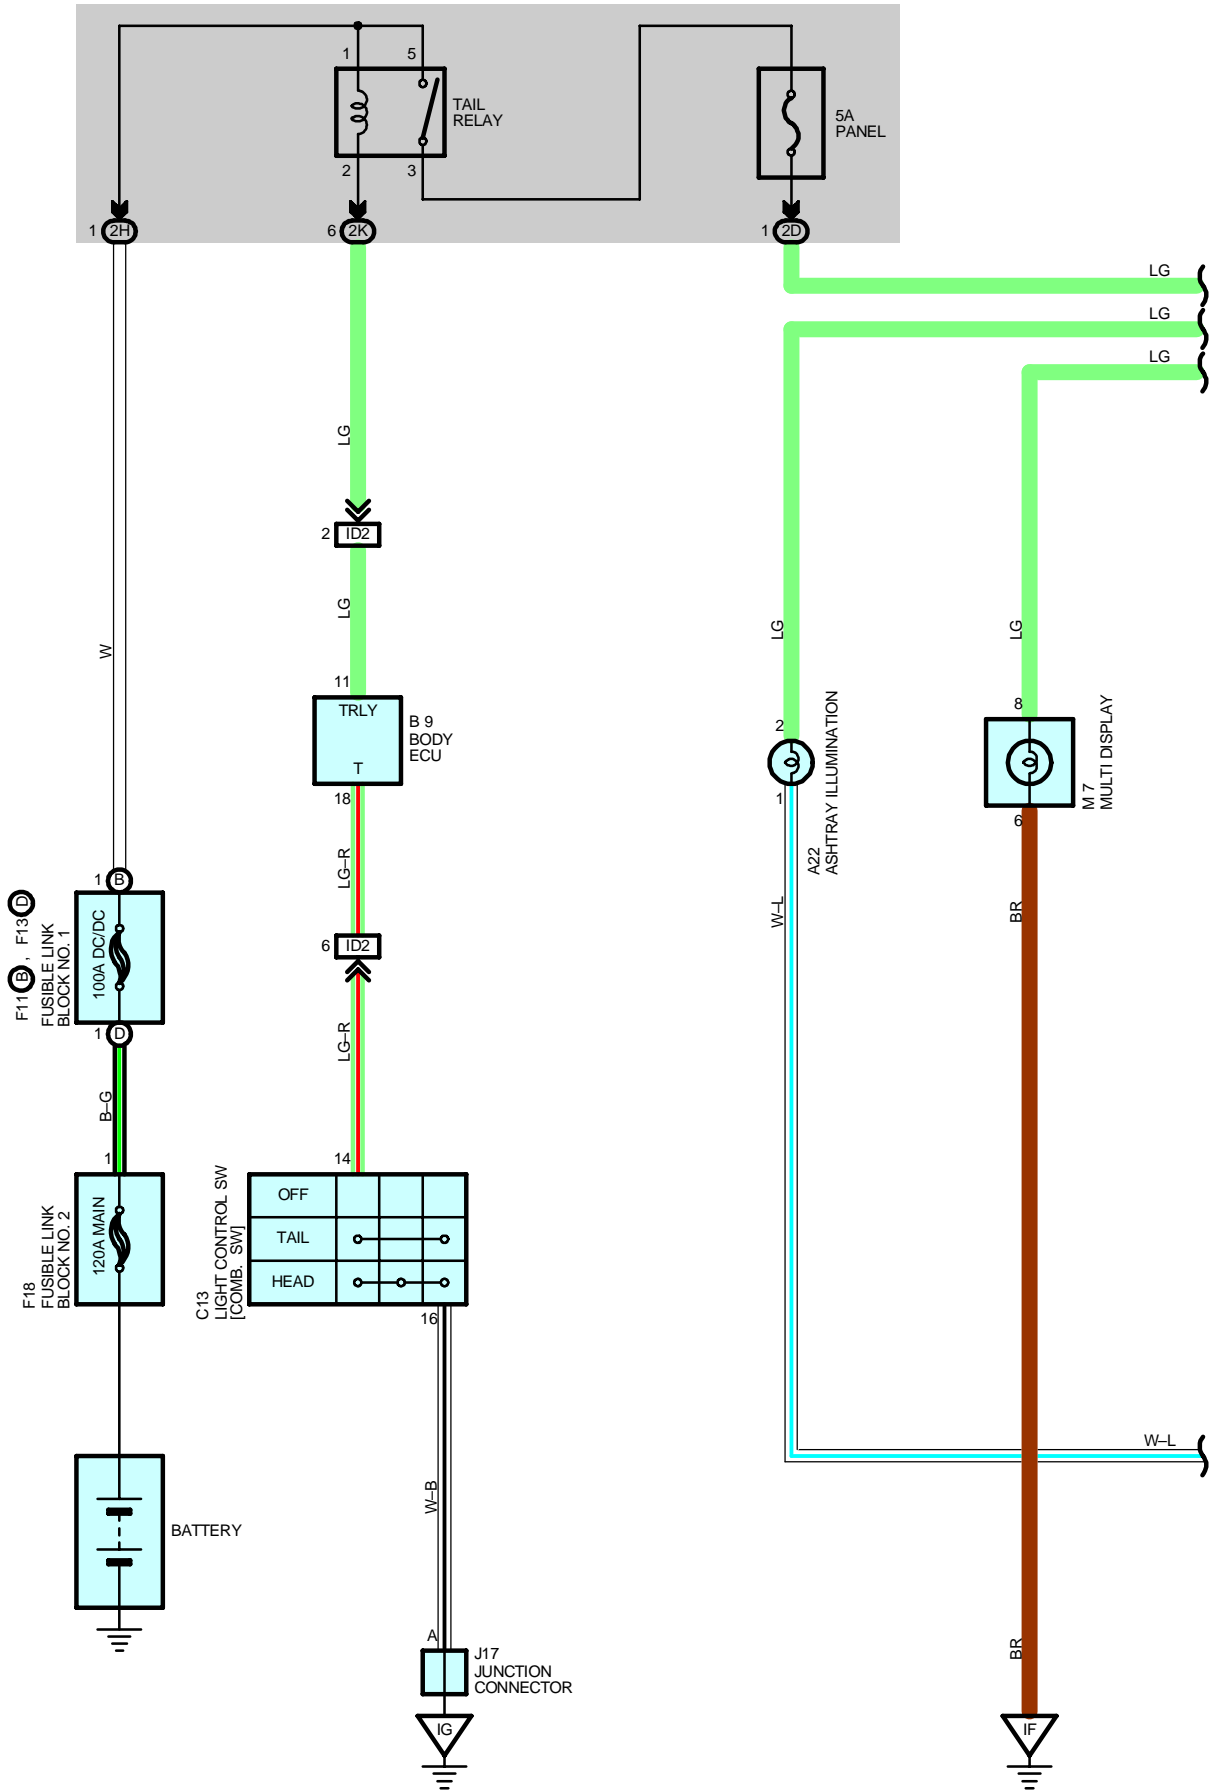 1 5
TAIL
RELAY
5A
PANEL
2 3
1 2H
6 2K
1 2D
LG
LG
LG
LG
2 ID2
LG
W
LG
LG
11
TRLY
B 9
BODY
ECU
T
18
2
1
A22
ASHTRAY ILLUMINATION
8
M 7
MULTI DISPLAY
6
LG–R
W–L
BR
1 B
F11 B , F13 D
FUSIBLE LINK
BLOCK NO. 1
100A DC/DC
1 D
6 ID2
LG–R
B–G
1
F18
FUSIBLE LINK
BLOCK NO. 2
120A MAIN
14
C13
LIGHT CONTROL SW
[COMB. SW]
OFF
TAIL
HEAD
16
W–L
BATTERY
W–B
A
J17
JUNCTION
CONNECTOR
IG
BR
IF